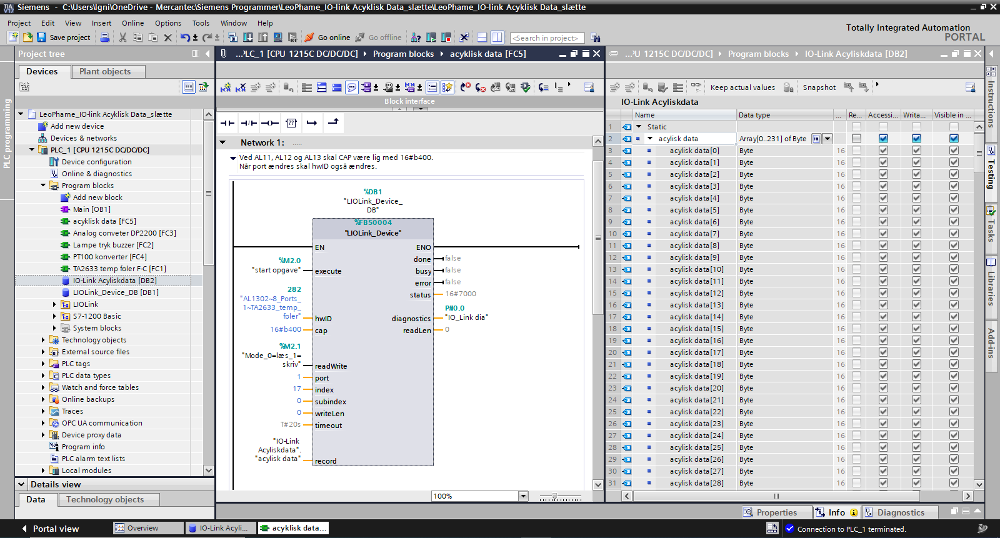 Siemens - C:\Users\Igni\OneDrive - Mercantec\Siemens Programmer\LeoPhame_IO-link Acyklisk Data_slætte\LeoPhame_IO-link Acyklisk Data_slætte
Project Edit View Insert Online Options Tools Window Help
Save project
Go online
Go offline
<Search in project>
Totally Integrated Automation
PORTAL
PLC programming
Project tree
Devices
Plant objects
LeoPhame_IO-link Acyklisk Data_slætte
Add new device
Devices & networks
PLC_1 [CPU 1215C DC/DC/DC]
Device configuration
Online & diagnostics
Program blocks
Add new block
Main [OB1]
acyklisk data [FC5]
Analog conveter DP2200 [FC3]
Lampe tryk buzzer [FC2]
PT100 konverter [FC4]
TA2633 temp føler F-C [FC1]
IO-Link Acyliskdata [DB2]
LIOLink_Device_DB [DB1]
LIOLink
S7-1200 Basic
System blocks
Technology objects
External source files
PLC tags
PLC data types
Watch and force tables
Online backups
Traces
OPC UA communication
Device proxy data
Program info
PLC alarm text lists
Local modules
Details view
Data
Technology objects
...PLC_1 [CPU 1215C DC/DC/DC] Program blocks acyklisk data [FC5]
Block interface
??
Network 1: .....
Ved AL11, AL12 og AL13 skal CAP være lig med 16#b400.
Når port ændres skal hwID også ændres.
%DB1
"LIOLink_Device_
DB"
%FB50004
"LIOLink_Device"
EN ENO
done false
%M2.0
"start opgave" execute
busy false
error false
status 16#7000
282
"AL1302~8_Ports_
1~TA2633_temp_
foler" hwID
P#I0.0
diagnostics "IO_Link dia"
16#b400 cap
readLen 0
%M2.1
"Mode_0=læs_1=
skriv" readWrite
1 port
17 index
0 subindex
0 writeLen
T#20s timeout
"IO-Link
Acyliskdata".
"acylisk data" record
100%
...PU 1215C DC/DC/DC] Program blocks IO-Link Acyliskdata [DB2]
Keep actual values
Snapshot
IO-Link Acyliskdata
Name Data type ... Re... Accessi... Writa... Visible in ...
1 Static
2 acylisk data Array[0..231] of Byte
3 acylisk data[0] Byte 16
4 acylisk data[1] Byte 16
5 acylisk data[2] Byte 16
6 acylisk data[3] Byte 16
7 acylisk data[4] Byte 16
8 acylisk data[5] Byte 16
9 acylisk data[6] Byte 16
10 acylisk data[7] Byte 16
11 acylisk data[8] Byte 16
12 acylisk data[9] Byte 16
13 acylisk data[10] Byte 16
14 acylisk data[11] Byte 16
15 acylisk data[12] Byte 16
16 acylisk data[13] Byte 16
17 acylisk data[14] Byte 16
18 acylisk data[15] Byte 16
19 acylisk data[16] Byte 16
20 acylisk data[17] Byte 16
21 acylisk data[18] Byte 16
22 acylisk data[19] Byte 16
23 acylisk data[20] Byte 16
24 acylisk data[21] Byte 16
25 acylisk data[22] Byte 16
26 acylisk data[23] Byte 16
27 acylisk data[24] Byte 16
28 acylisk data[25] Byte 16
29 acylisk data[26] Byte 16
30 acylisk data[27] Byte 16
31 acylisk data[28] Byte 16
Instructions
Testing
Tasks
Libraries
Add-ins
Properties
Info
Diagnostics
Portal view
Overview
IO-Link Acyli...
acyklisk data...
Connection to PLC_1 terminated.